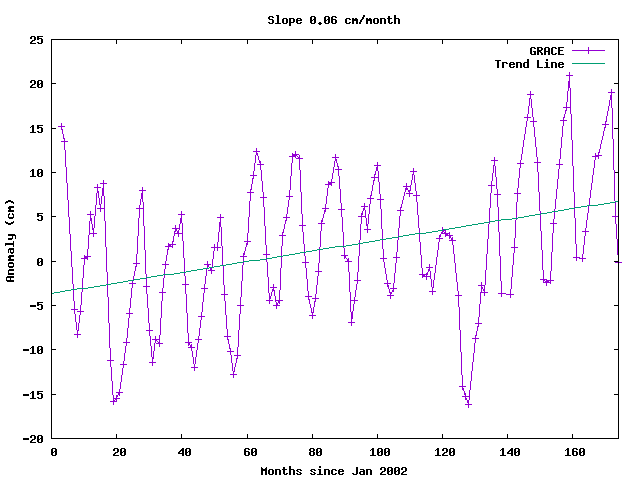 Slope 0.06 cm/month
GRACE
Trend Line
Anomaly (cm)
25
20
15
10
5
0
-5
-10
-15
-20
0 20 40 60 80 100 120 140 160
Months since Jan 2002